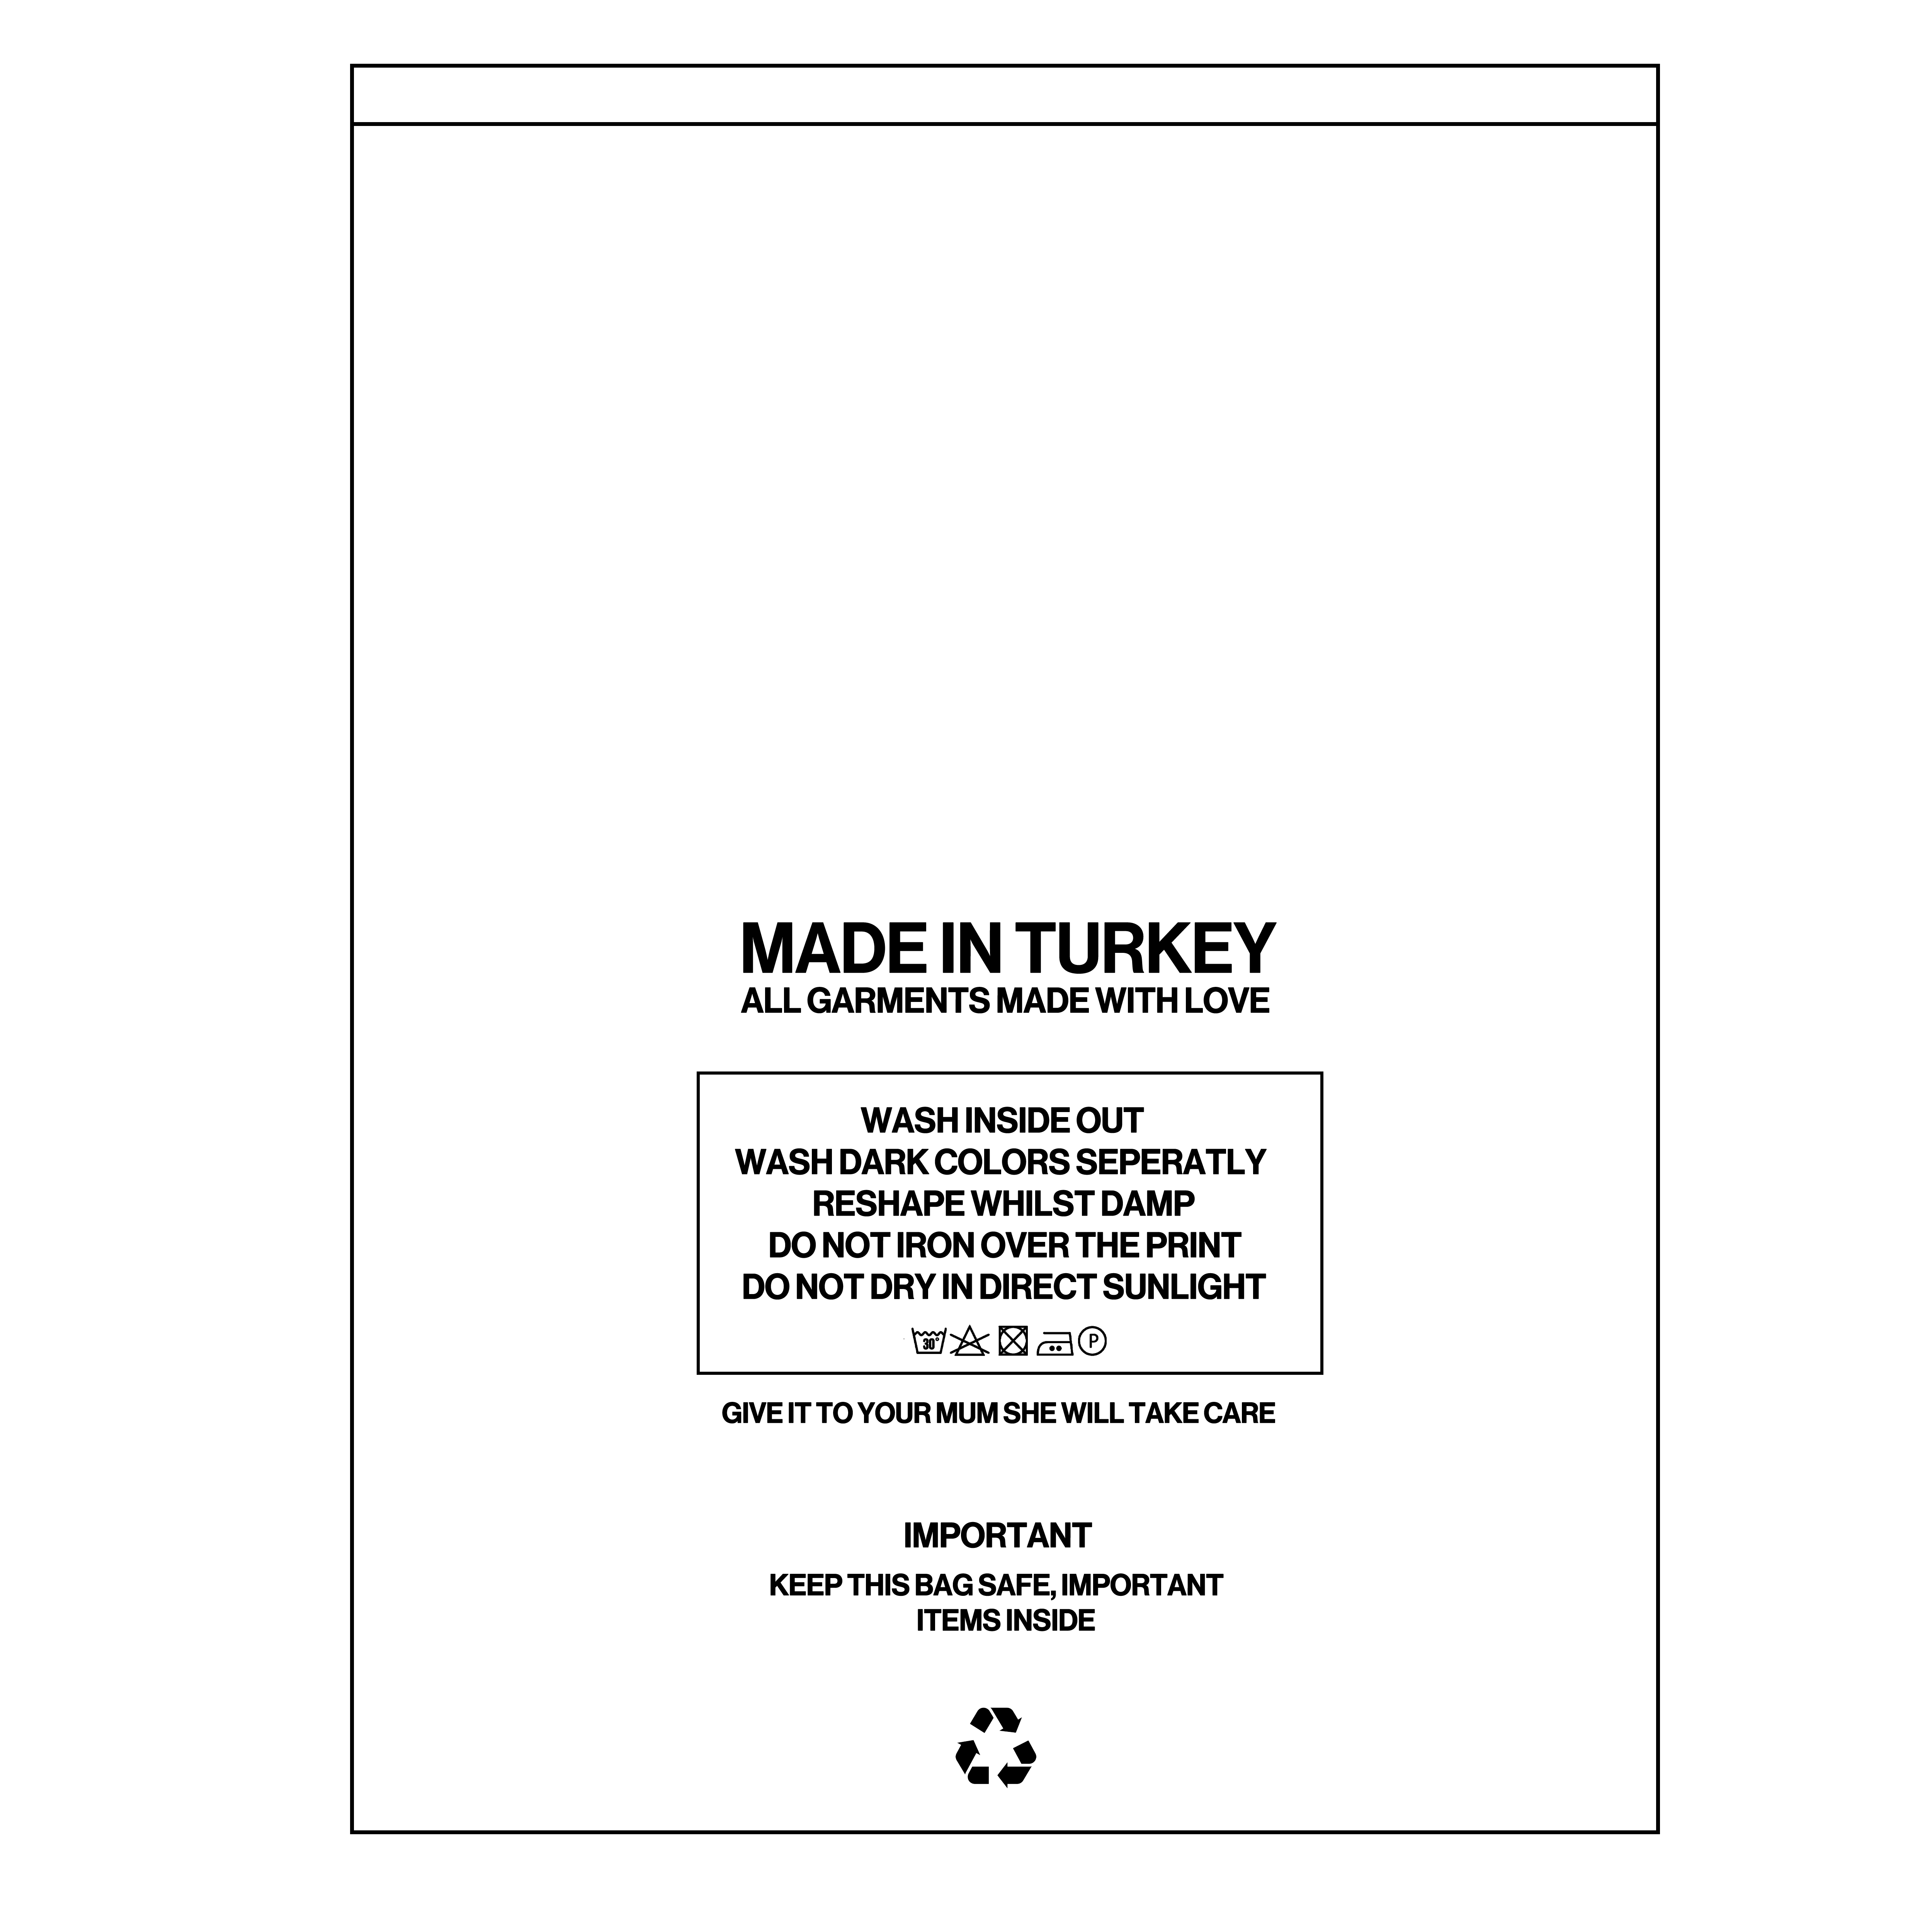 MADE IN TURKEY
ALL GARMENTS MADE WITH LOVE
WASH INSIDE OUT
WASH DARK COLORS SEPERATLY
RESHAPE WHILST DAMP
DO NOT IRON OVER THE PRINT
DO NOT DRY IN DIRECT SUNLIGHT
30° P
GIVE IT TO YOUR MUM SHE WILL TAKE CARE
IMPORTANT
KEEP THIS BAG SAFE, IMPORTANT
ITEMS INSIDE